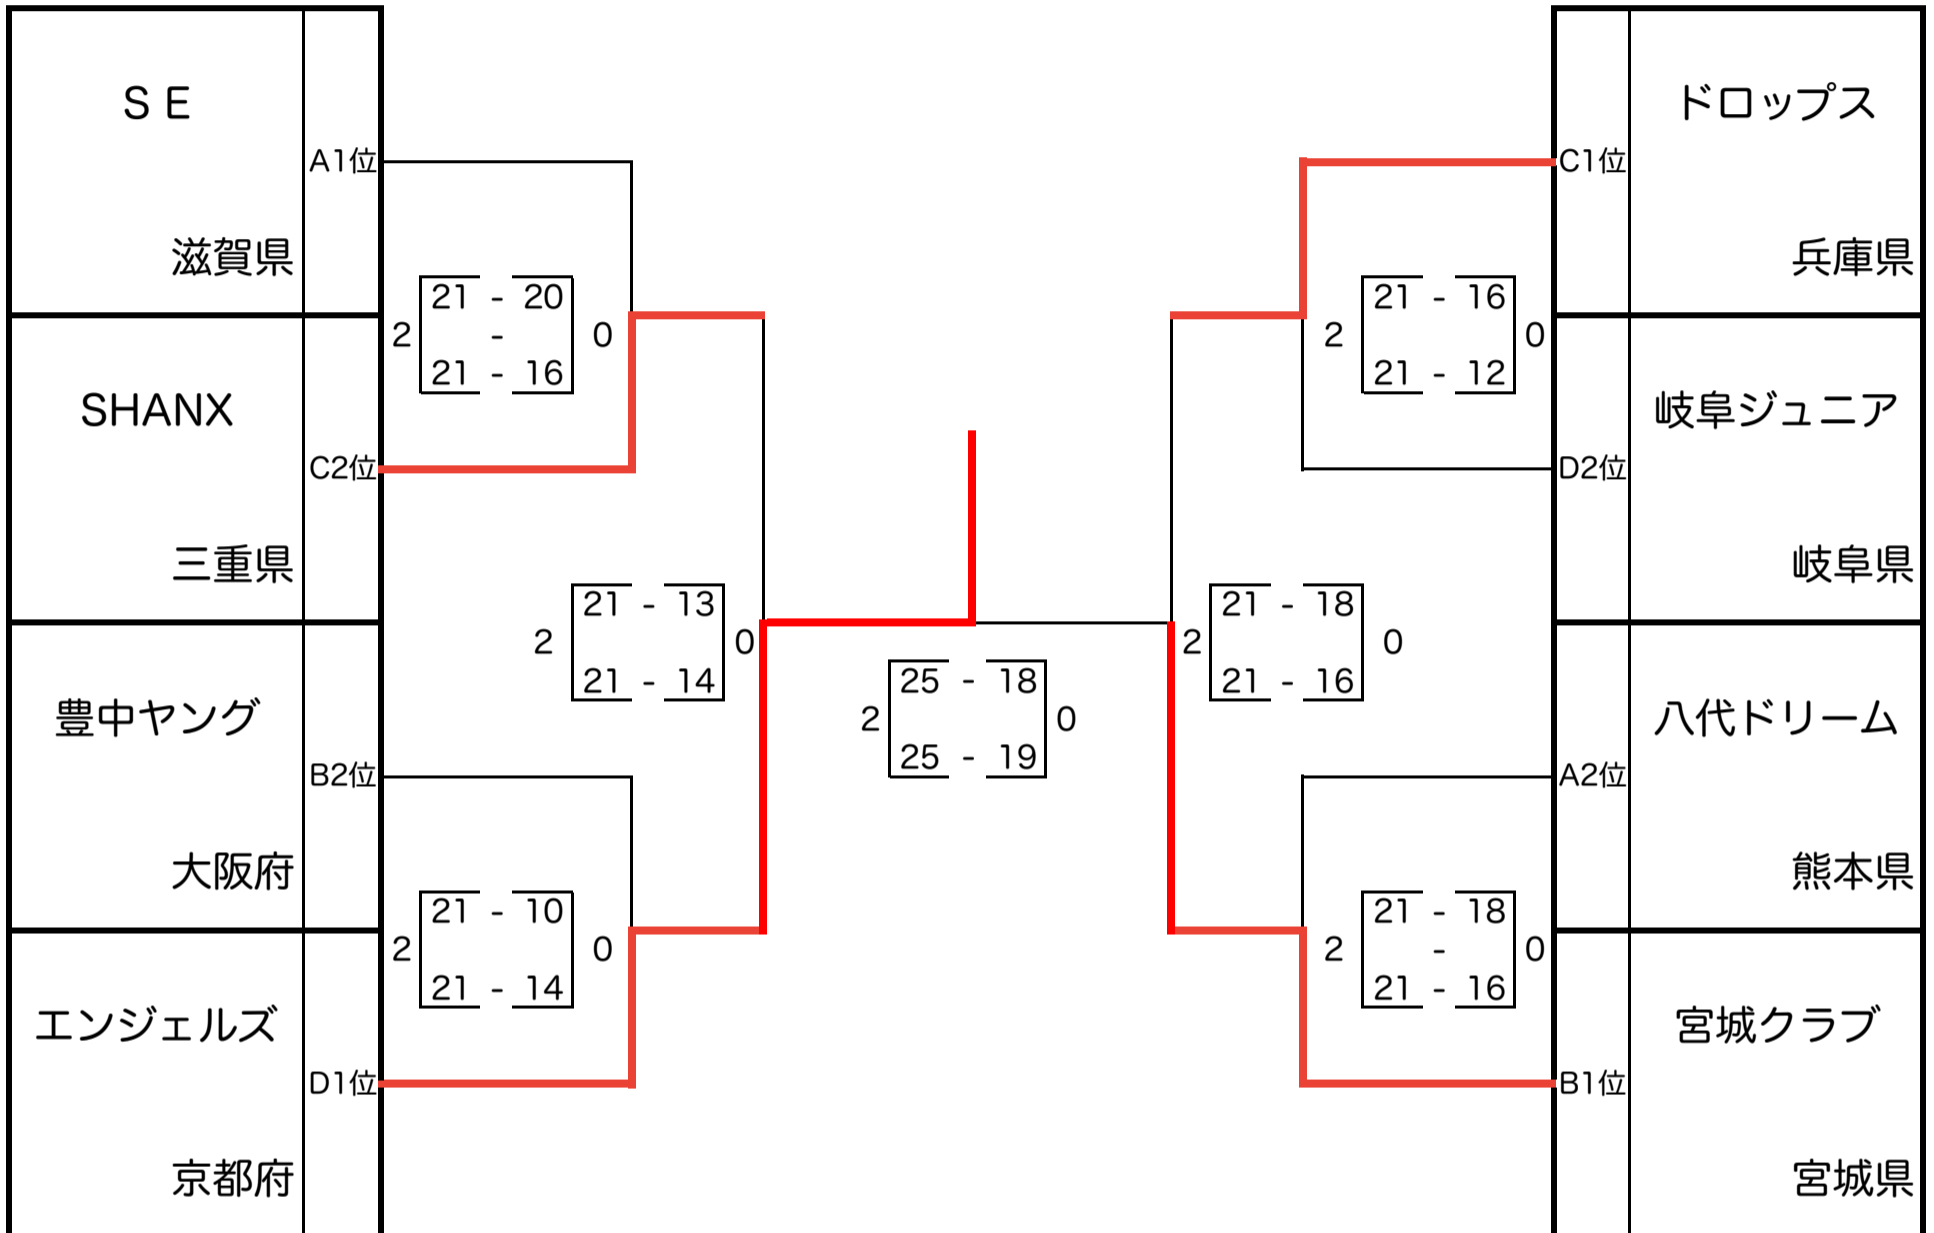 ＳＥ
A1位
滋賀県
SHANX
C2位
三重県
豊中ヤング
B2位
大阪府
エンジェルズ
D1位
京都府
2
21 - 20
-
21 - 16
0
2
21 - 10
21 - 14
0
2
21 - 13
21 - 14
0
2
25 - 18
25 - 19
0
2
21 - 18
21 - 16
0
2
21 - 16
21 - 12
0
2
21 - 18
-
21 - 16
0
ドロップス
C1位
兵庫県
岐阜ジュニア
D2位
岐阜県
八代ドリーム
A2位
熊本県
宮城クラブ
B1位
宮城県